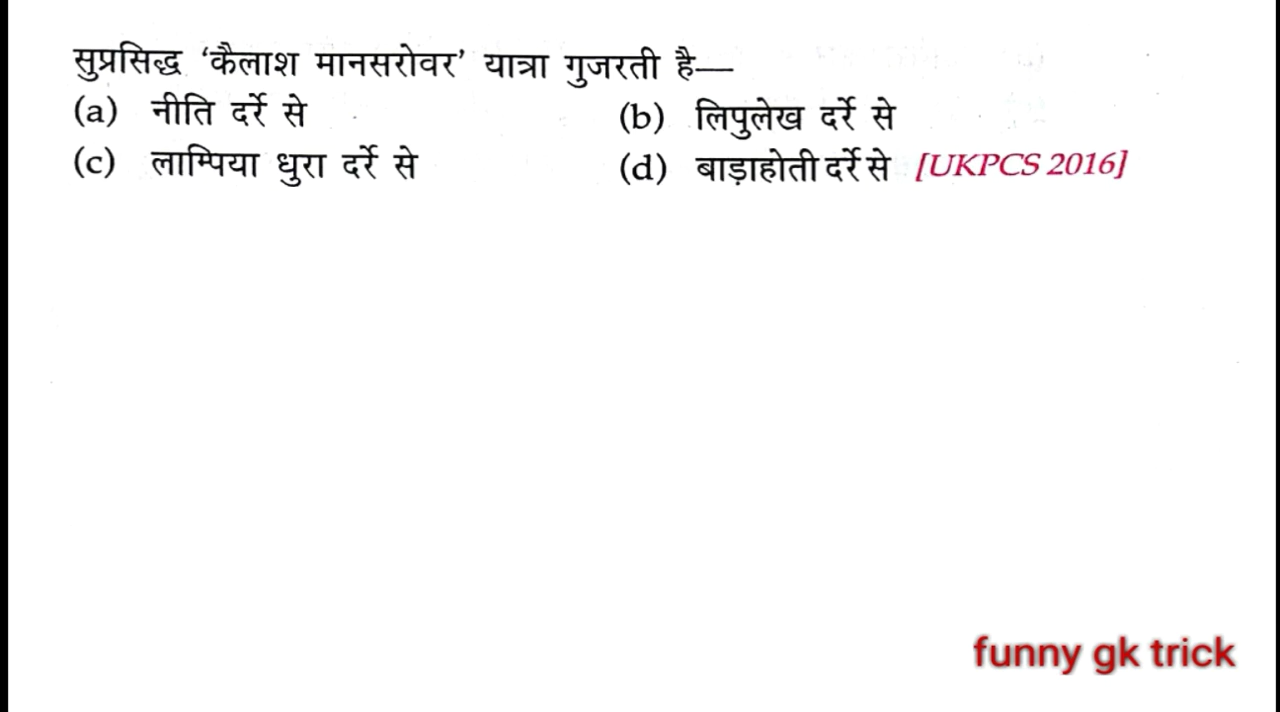 सुप्रसिद्ध ‘कैलाश मानसरोवर’ यात्रा गुजरती है—
(a) नीति दर्रे से (b) लिपुलेख दर्रे से
(c) लाम्पिया धुरा दर्रे से (d) बाड़ाहोती दर्रे से [UKPCS 2016]
funny gk trick